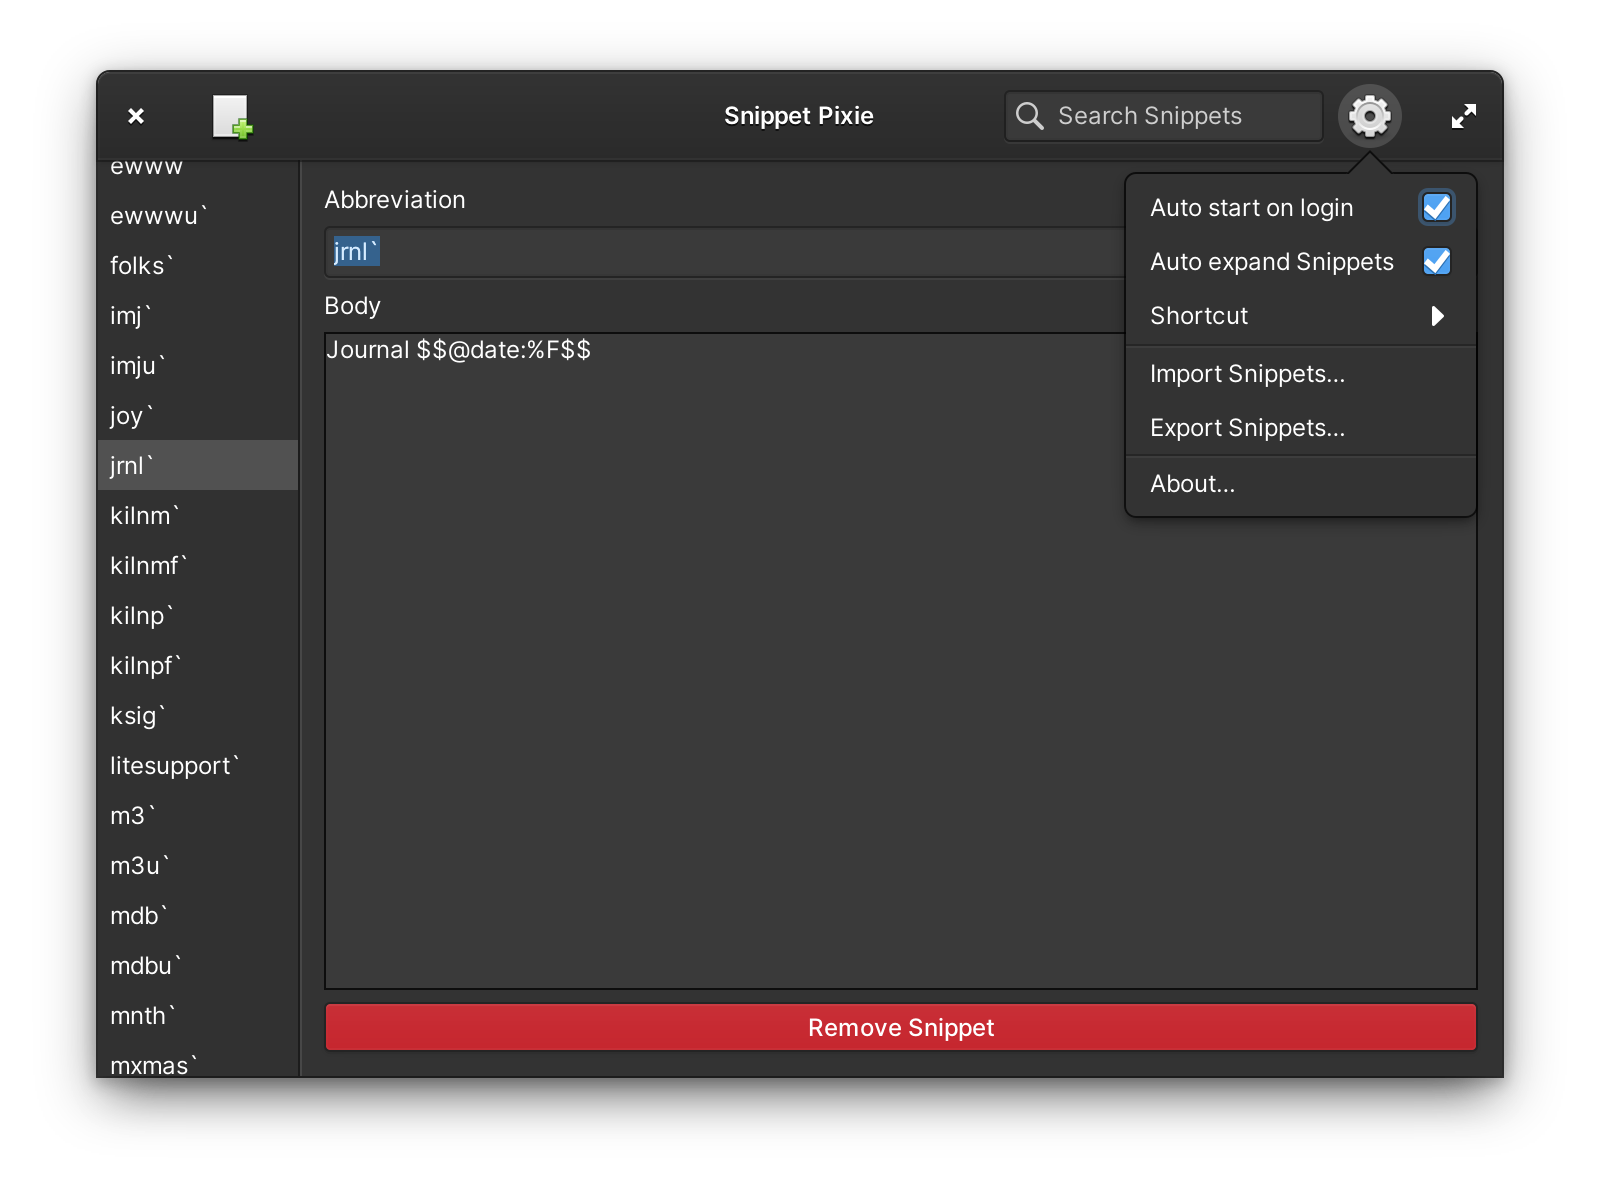 Snippet Pixie
Search Snippets
ewww
ewwwu`
folks`
imj`
imju`
joy`
jrnl`
kilnm`
kilnmf`
kilnp`
kilnpf`
ksig`
litesupport`
m3`
m3u`
mdb`
mdbu`
mnth`
mxmas`
Abbreviation
jrnl`
Body
Journal $$@date:%F$$
Auto start on login
Auto expand Snippets
Shortcut
Import Snippets...
Export Snippets...
About...
Remove Snippet